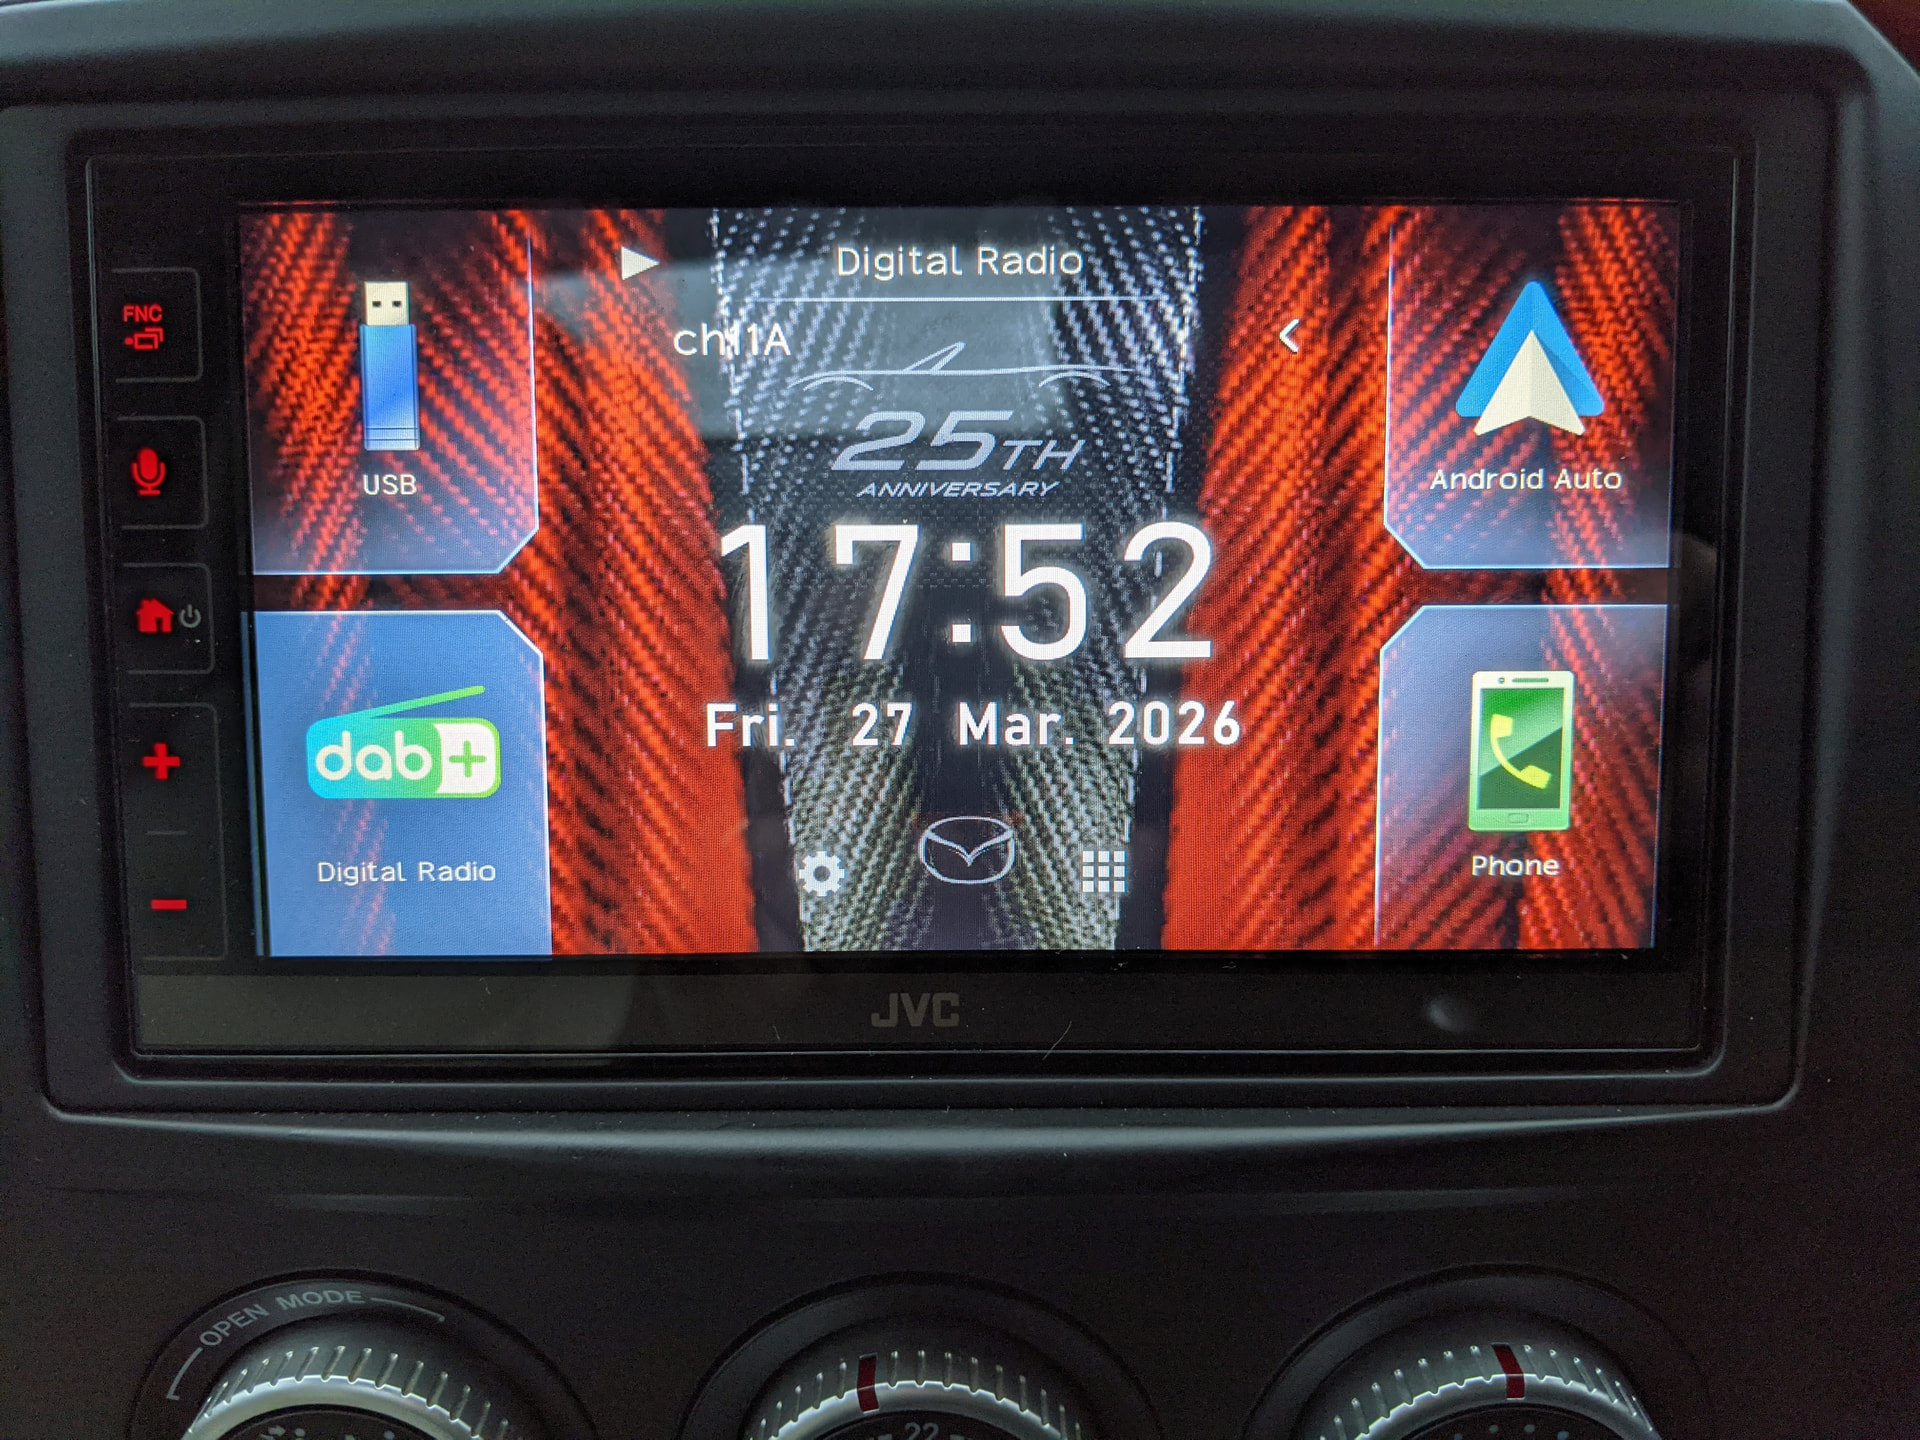 FNC
USB
Digital Radio
ch11A
25TH
ANNIVERSARY
17:52
Fri. 27 Mar. 2026
Android Auto
dab+
Digital Radio
Phone
JVC
OPEN MODE
22